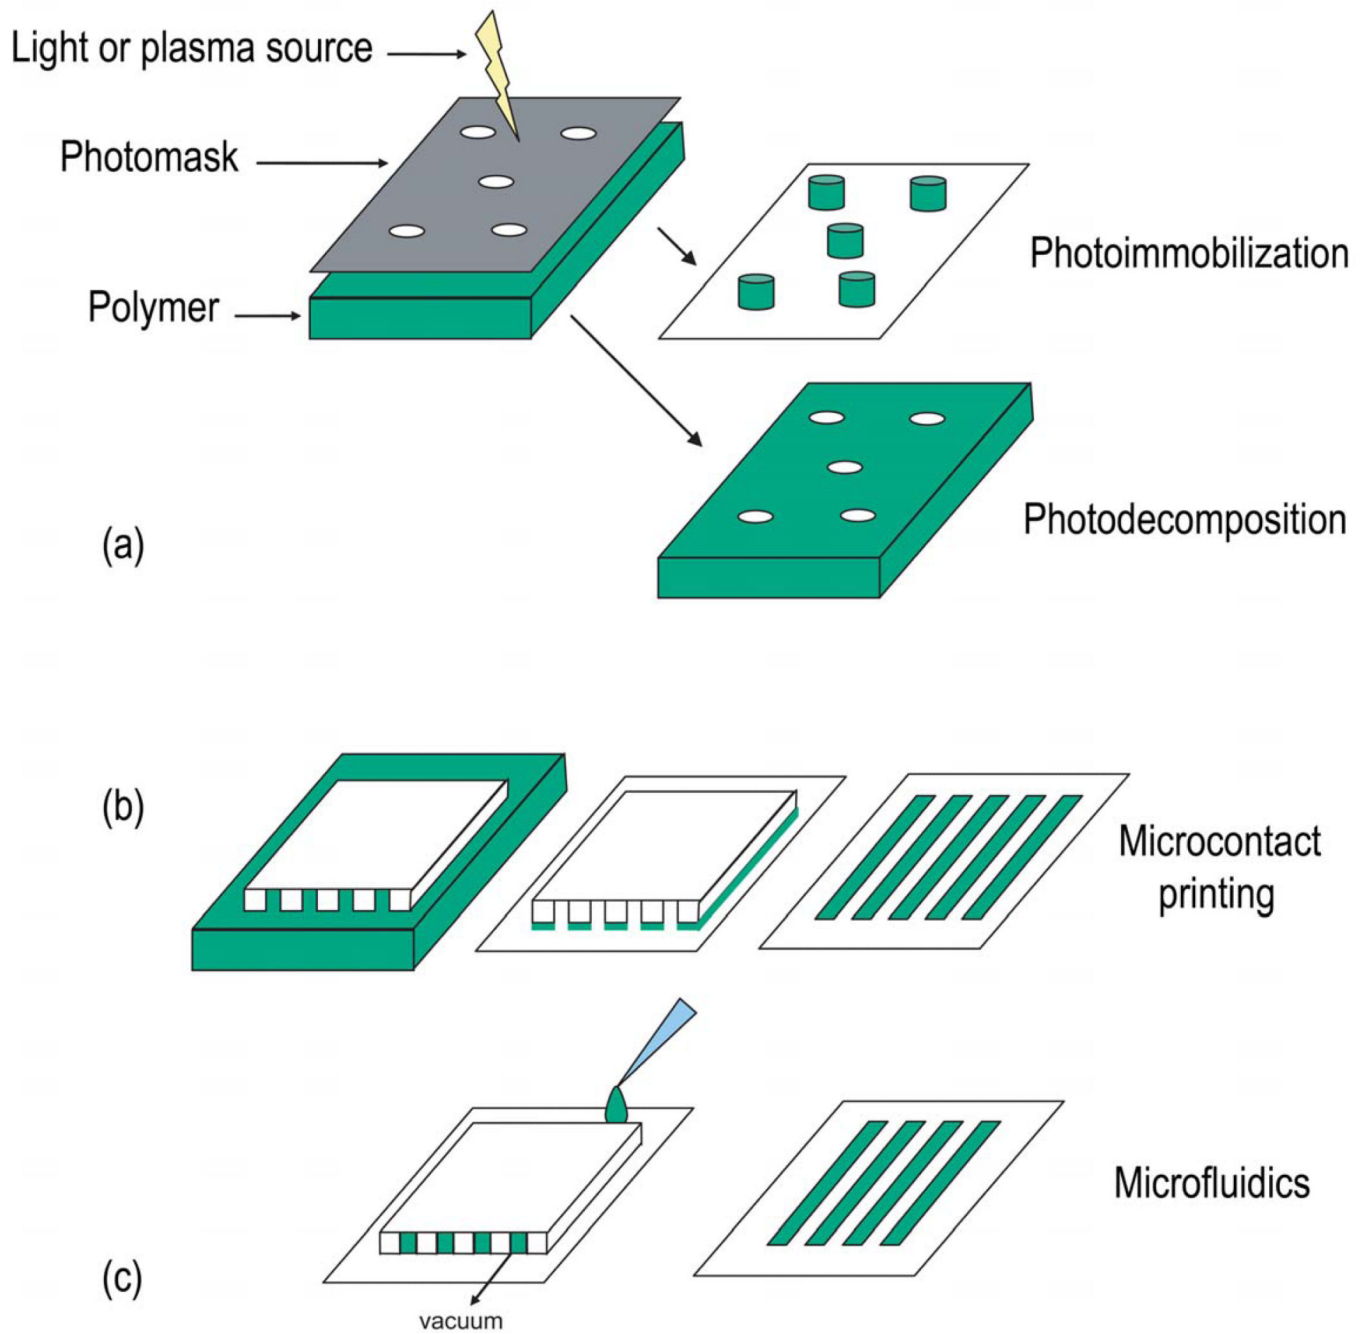 Light or plasma source
Photomask
Polymer
Photoimmobilization
Photodecomposition
(a)
(b)
Microcontact
printing
Microfluidics
(c)
vacuum